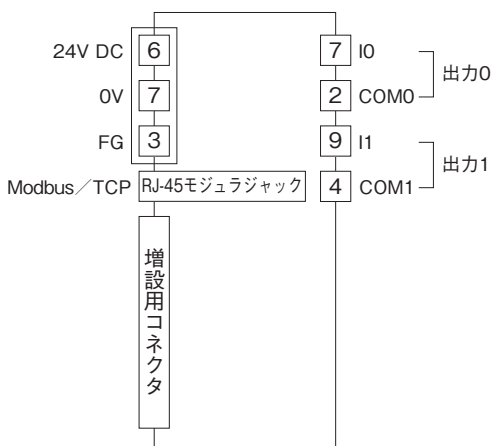 24V DC 6
0V 7
FG 3
Modbus／TCP RJ-45モジュラジャック
増設用コネクタ
7 I0
2 COM0
出力0
9 I1
4 COM1
出力1